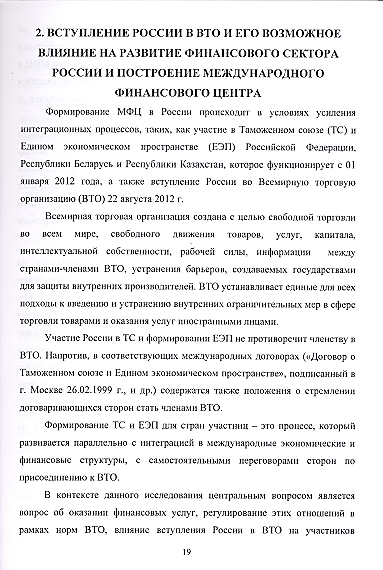 2. ВСТУПЛЕНИЕ РОССИИ В ВТО И ЕГО ВОЗМОЖНОЕ
ВЛИЯНИЕ НА РАЗВИТИЕ ФИНАНСОВОГО СЕКТОРА
РОССИИ И ПОСТРОЕНИЕ МЕЖДУНАРОДНОГО
ФИНАНСОВОГО ЦЕНТРА
Формирование МФЦ в России происходит в условиях усиления
интеграционных процессов, таких, как участие в Таможенном союзе (ТС) и
Едином экономическом пространстве (ЕЭП) Российской Федерации,
Республики Беларусь и Республики Казахстан, которое функционирует с 01
января 2012 года, а также вступление России во Всемирную торговую
организацию (ВТО) 22 августа 2012 г.
Всемирная торговая организация создана с целью свободной торговли
во всем мире, свободного движения товаров, услуг, капитала,
интеллектуальной собственности, рабочей силы, информации между
странами-членами ВТО, устранения барьеров, создаваемых государствами
для защиты внутренних производителей. ВТО устанавливает единые для всех
подходы к введению и устранению внутренних ограничительных мер в сфере
торговли товарами и оказания услуг иностранными лицами.
Участие России в ТС и формировании ЕЭП не противоречит членству в
ВТО. Напротив, в соответствующих международных договорах («Договор о
Таможенном союзе и Едином экономическом пространстве», подписанный в
г. Москве 26.02.1999 г., и др.) содержатся также положения о стремлении
договаривающихся сторон стать членами ВТО.
Формирование ТС и ЕЭП для стран участниц – это процесс, который
развивается параллельно с интеграцией в международные экономические и
финансовые структуры, с самостоятельными переговорами сторон по
присоединению к ВТО.
В контексте данного исследования центральным вопросом является
вопрос об оказании финансовых услуг, регулирование этих отношений в
рамках норм ВТО, влияние вступления России в ВТО на участников
19